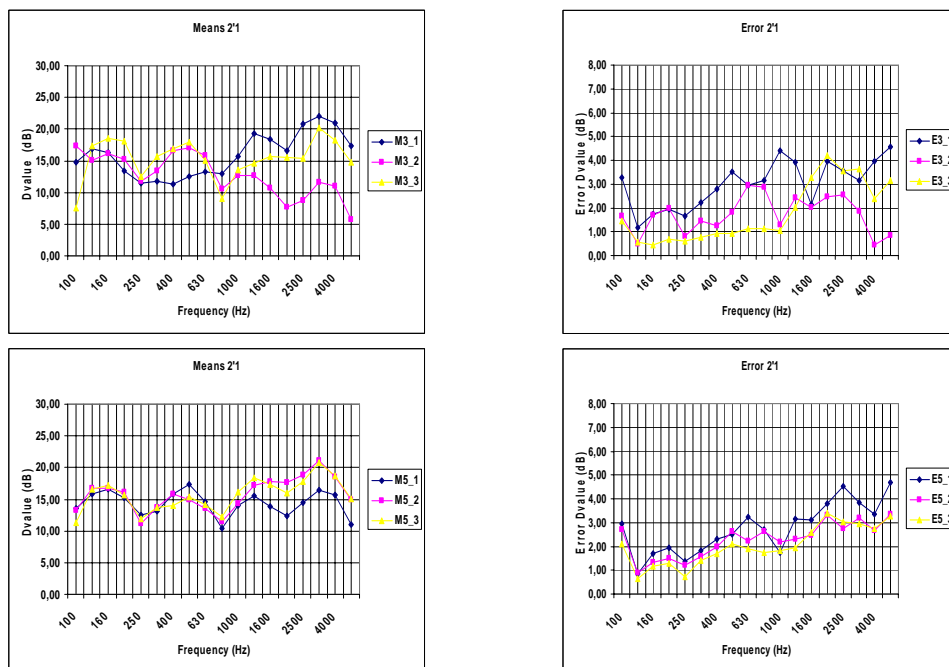 Means 2'1
30,00
25,00
20,00
15,00
10,00
5,00
0,00
Dvalue (dB)
100
160
250
400
630
1000
1600
2500
4000
Frequency (Hz)
M3_1
M3_2
M3_3
Error 2'1
8,00
7,00
6,00
5,00
4,00
3,00
2,00
1,00
0,00
Error Dvalue (dB)
100
160
250
400
630
1000
1600
2500
4000
Frequency (Hz)
E3_1
E3_2
E3_3
Means 2'1
30,00
25,00
20,00
15,00
10,00
5,00
0,00
Dvalue (dB)
100
160
250
400
630
1000
1600
2500
4000
Frequency (Hz)
M5_1
M5_2
M5_3
Error 2'1
8,00
7,00
6,00
5,00
4,00
3,00
2,00
1,00
0,00
Error Dvalue (dB)
100
160
250
400
630
1000
1600
2500
4000
Frequency (Hz)
E5_1
E5_2
E5_3